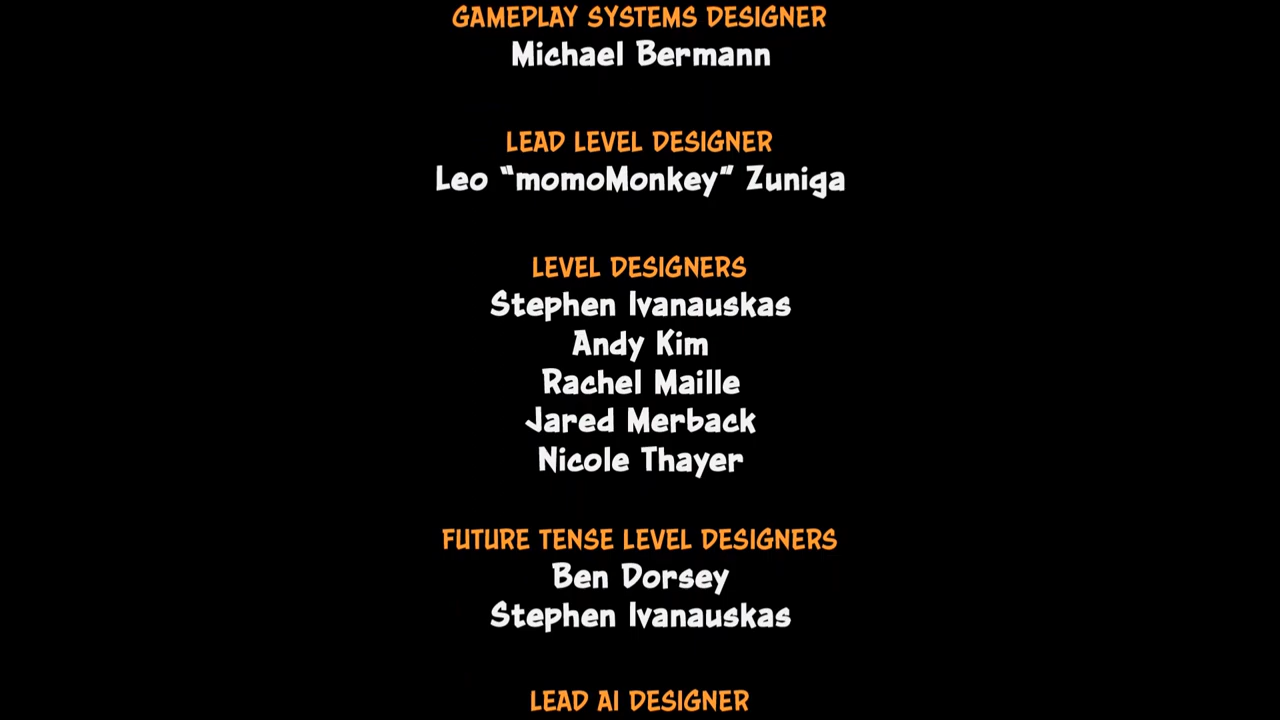 GAMEPLAY SYSTEMS DESIGNER
Michael Bermann
LEAD LEVEL DESIGNER
Leo “momoMonkey” Zuniga
LEVEL DESIGNERS
Stephen Ivanauskas
Andy Kim
Rachel Maille
Jared Merback
Nicole Thayer
FUTURE TENSE LEVEL DESIGNERS
Ben Dorsey
Stephen Ivanauskas
LEAD AI DESIGNER